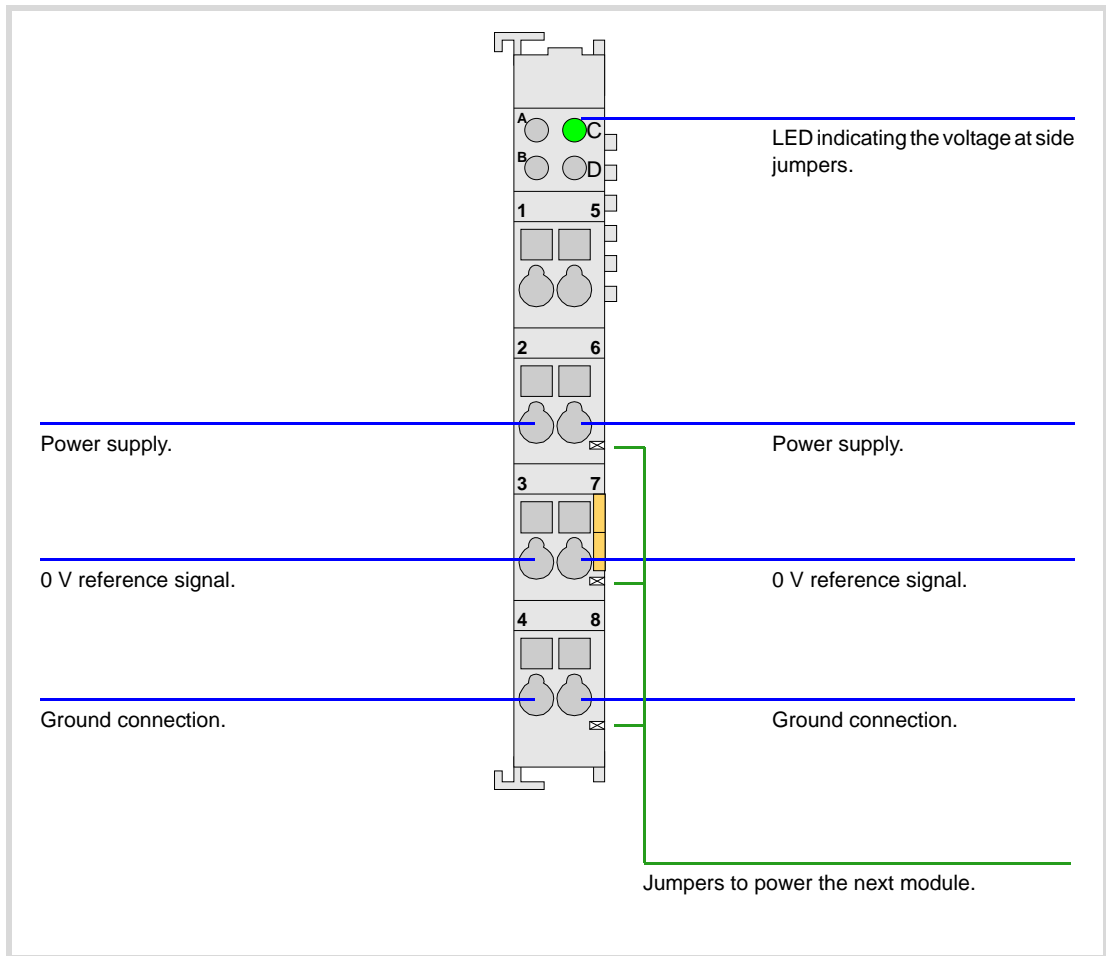 A
C
LED indicating the voltage at side
jumpers.
B
D
1 5
2 6
Power supply.
Power supply.
3 7
0 V reference signal.
0 V reference signal.
4 8
Ground connection.
Ground connection.
Jumpers to power the next module.